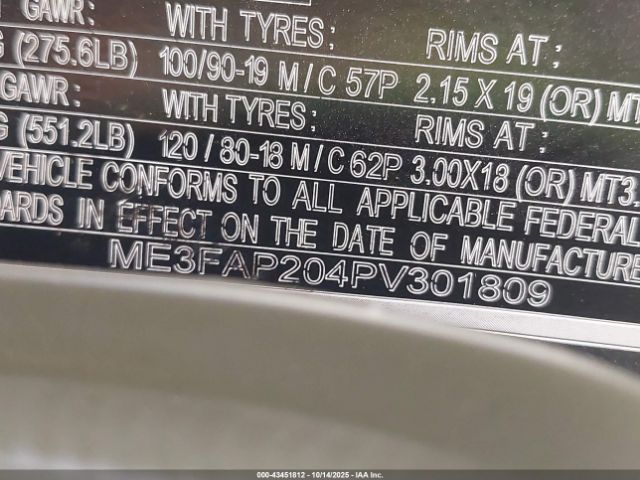 GAWR: WITH TYRES: RIMS AT:
G (275.6LB) 100/90-19 M/C 57P 2.15 X 19 (OR) MT
GAWR: WITH TYRES: RIMS AT:
G (551.2LB) 120/80-18 M/C 62P 3.00X18 (OR) MT3.
VEHICLE CONFORMS TO ALL APPLICABLE FEDERAL
ARDS IN EFFECT ON THE DATE OF MANUFACTURE
ME3FAP204PV301809
000-43451812 - 10/14/2025 - IAA Inc.